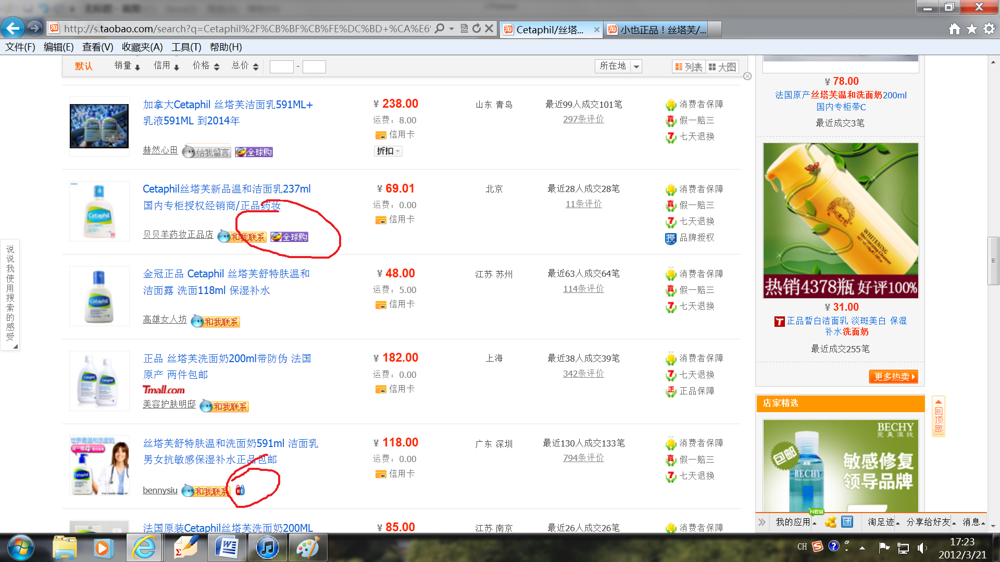 http://s.taobao.com/search?q=Cetaphil%2F%CB%BF%CB%FE%DC%BD+%CA%E6
Cetaphil/丝塔...
小也正品！丝塔芙/...
文件(F) 编辑(E) 查看(V) 收藏夹(A) 工具(T) 帮助(H)
默认 销量 信用 价格 总价 - 所在地 列表 大图
加拿大Cetaphil 丝塔芙洁面乳591ML+
乳液591ML 到2014年
赫然心田 给我留言 全球购
¥ 238.00
运费：8.00
信用卡
折扣
山东 青岛
最近99人成交101笔
297条评价
消费者保障
真 假一赔三
7 七天退换
Cetaphil丝塔芙新品温和洁面乳237ml
国内专柜授权经销商/正品药妆
贝贝羊药妆正品店 和我联系 全球购
¥ 69.01
运费：0.00
信用卡
北京
最近28人成交28笔
11条评价
消费者保障
真 假一赔三
7 七天退换
授 品牌授权
金冠正品 Cetaphil 丝塔芙舒特肤温和
洁面露 洗面118ml 保湿补水
高雄女人坊 和我联系
¥ 48.00
运费：5.00
信用卡
江苏 苏州
最近63人成交64笔
114条评价
消费者保障
真 假一赔三
7 七天退换
正品 丝塔芙洗面奶200ml带防伪 法国
原产 两件包邮
Tmall.com
美容护肤明邸 和我联系
¥ 182.00
运费：0.00
信用卡
上海
最近38人成交39笔
342条评价
消费者保障
7 七天退换
正 正品保障
丝塔芙舒特肤温和洗面奶591ml 洁面乳
男女抗敏感保湿补水正品包邮
bennysiu 和我联系 HK
¥ 118.00
运费：0.00
信用卡
广东 深圳
最近130人成交133笔
794条评价
消费者保障
真 假一赔三
7 七天退换
法国原装Cetaphil丝塔芙洗面奶200ML
¥ 85.00
江苏 南京
最近26人成交26笔
消费者保障
Cetaphil
Cetaphil
Cetaphil
说说我使用搜索的感受
¥ 78.00
法国原产丝塔芙温和洗面奶200ml
国内专柜带C
最近成交3笔
WHITENING
Moisturizing Cleanser
热销4378瓶 好评100%
¥ 31.00
T 正品皙白洁面乳 淡斑美白 保湿
补水洗面奶
最近成交255笔
更多热卖
店家精选
回顶部
BECHY
包邮
BECHY
敏感修复
领导品牌
NEW
我的应用 团 淘足迹 分享给好友 消息
CH
17:23
2012/3/21